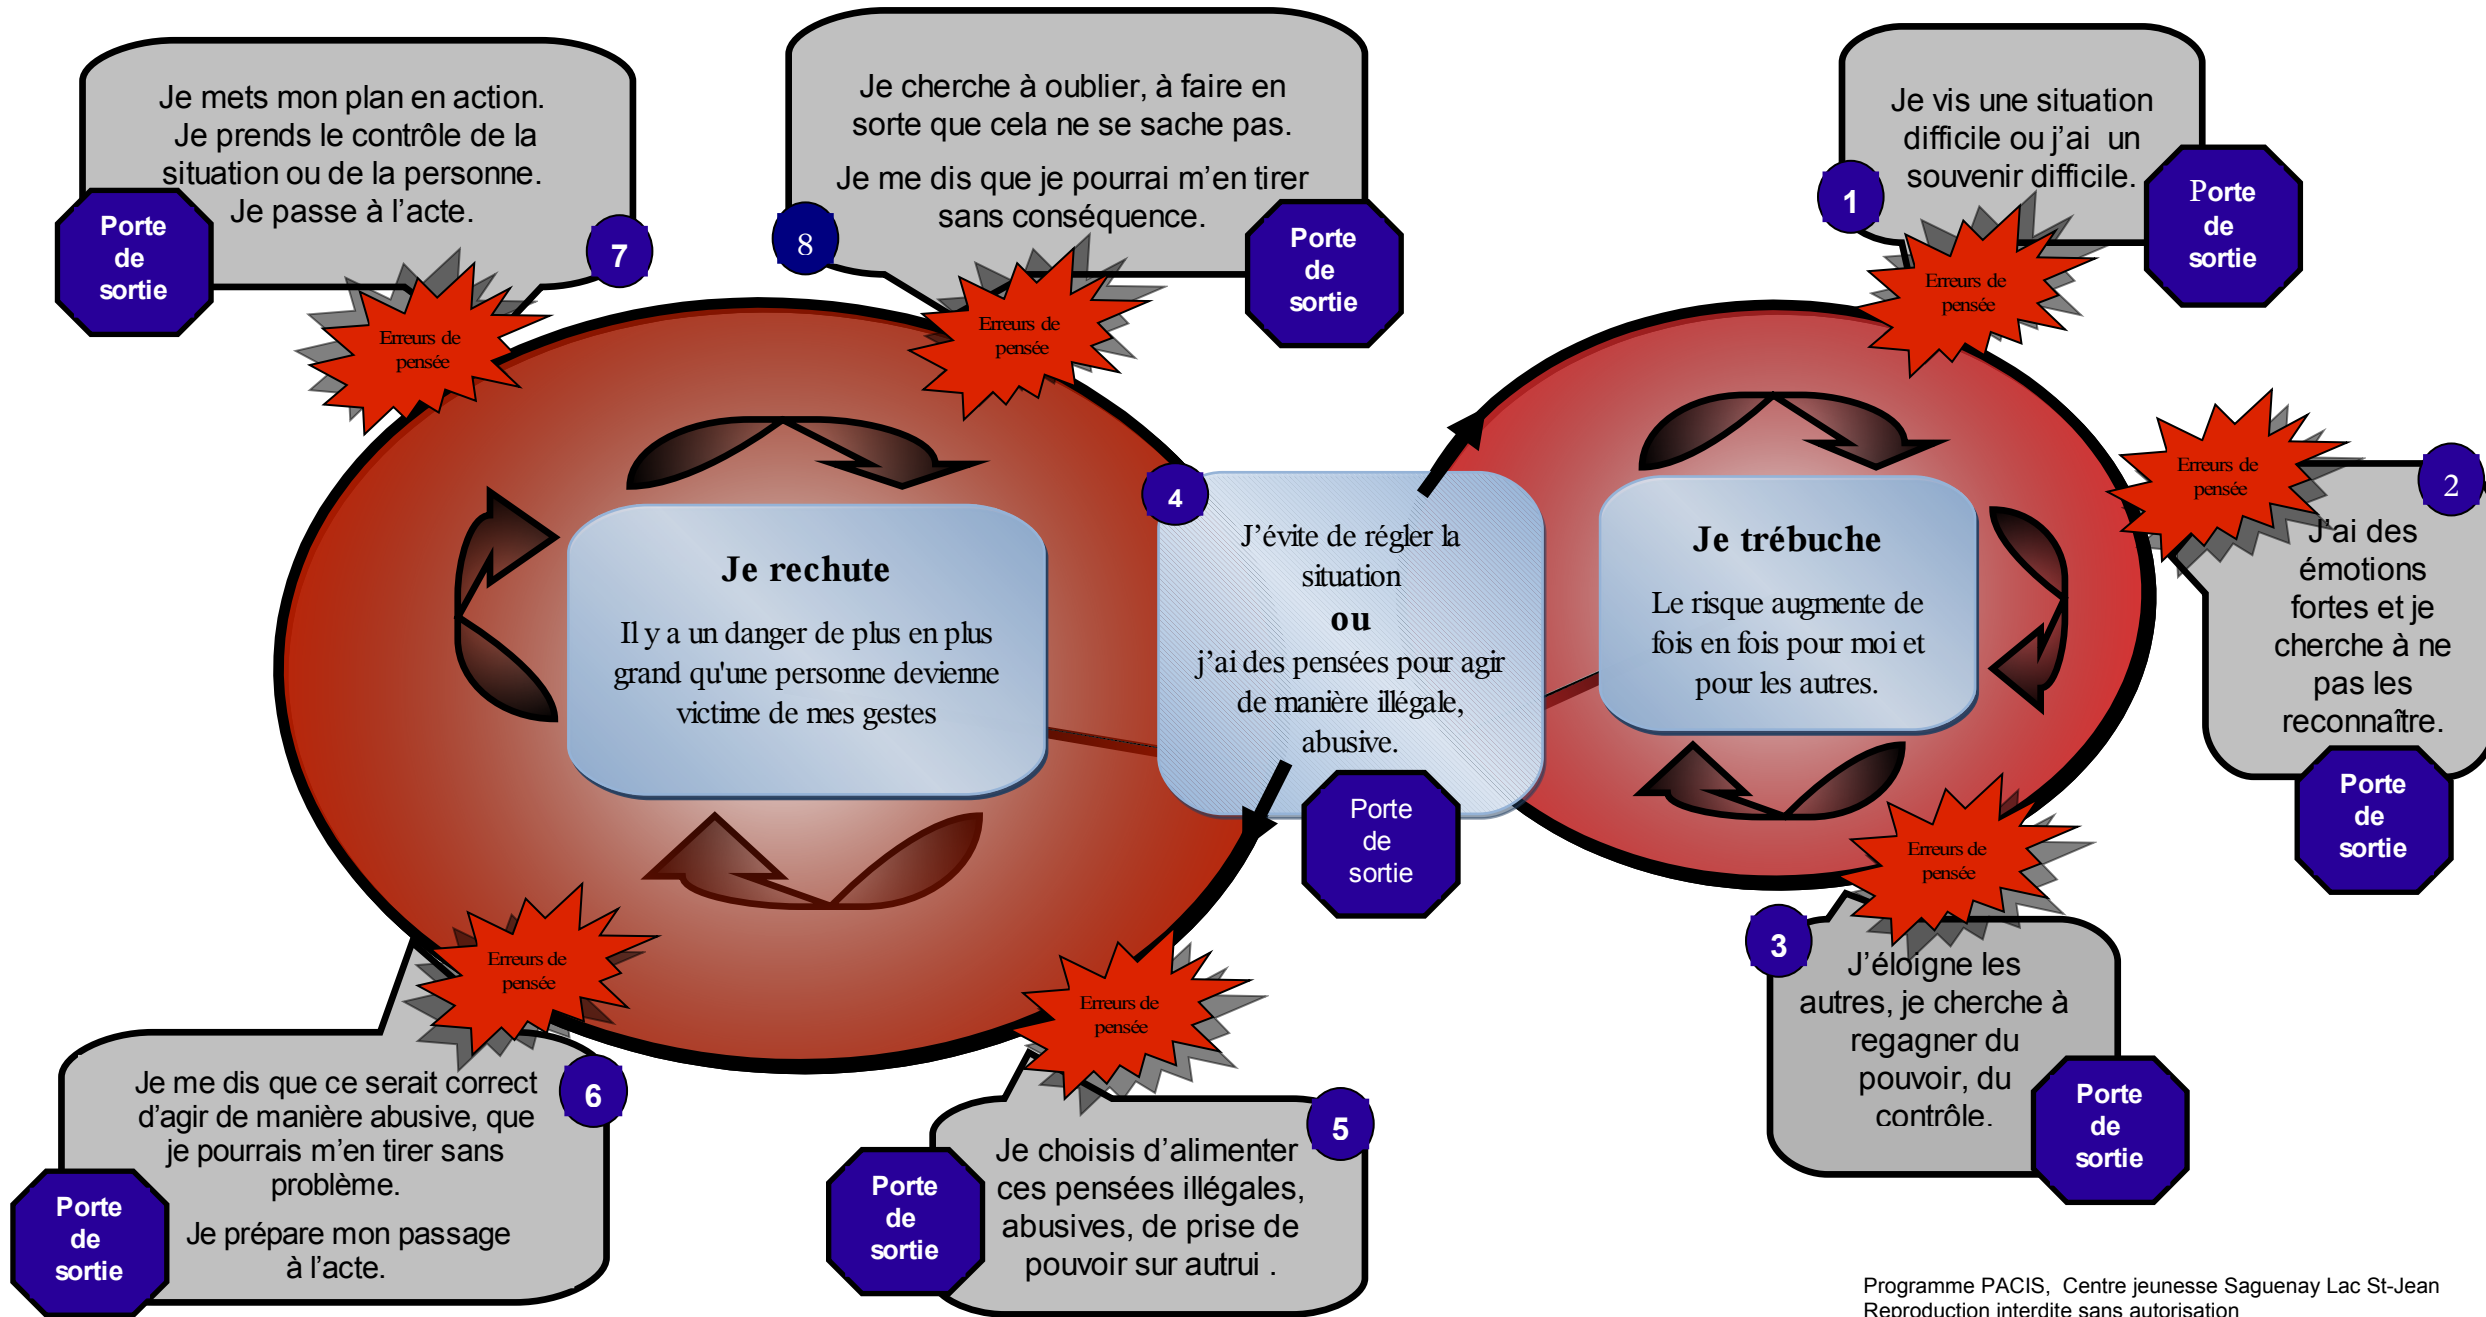 Je mets mon plan en action.
Je prends le contrôle de la
situation ou de la personne.
Je passe à l'acte.
Porte
de
sortie
7
Erreurs de
pensée
Je cherche à oublier, à faire en
sorte que cela ne se sache pas.
Je me dis que je pourrai m'en tirer
sans conséquence.
8
Porte
de
sortie
Erreurs de
pensée
Je vis une situation
difficile ou j'ai un
souvenir difficile.
1
Porte
de
sortie
Erreurs de
pensée
2
Erreurs de
pensée
J'ai des
émotions
fortes et je
cherche à ne
pas les
reconnaître.
Porte
de
sortie
Je rechute
Il y a un danger de plus en plus
grand qu'une personne devienne
victime de mes gestes
4
J'évite de régler la
situation
ou
j'ai des pensées pour agir
de manière illégale,
abusive.
Porte
de
sortie
Je trébuche
Le risque augmente de
fois en fois pour moi et
pour les autres.
Erreurs de
pensée
3
J'éloigne les
autres, je cherche à
regagner du
pouvoir, du
contrôle.
Porte
de
sortie
Erreurs de
pensée
6
Je me dis que ce serait correct
d'agir de manière abusive, que
je pourrais m'en tirer sans
problème.
Je prépare mon passage
à l'acte.
Porte
de
sortie
Erreurs de
pensée
5
Je choisis d'alimenter
ces pensées illégales,
abusives, de prise de
pouvoir sur autrui .
Porte
de
sortie
Programme PACIS, Centre jeunesse Saguenay Lac St-Jean
Reproduction interdite sans autorisation